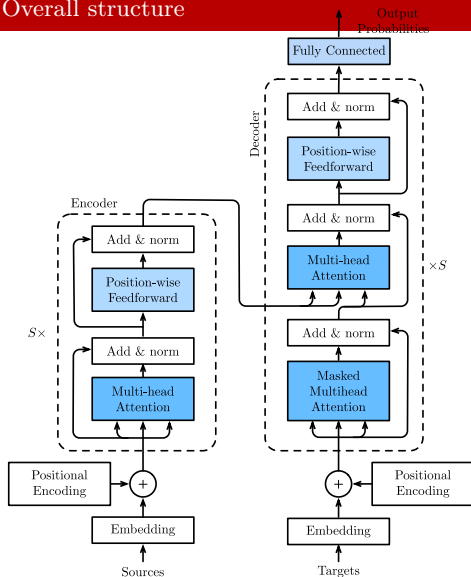 Overall structure
Output
Probabilities
Fully Connected
Decoder
Add & norm
Position-wise
Feedforward
Add & norm
Multi-head
Attention
×S
Add & norm
Masked
Multihead
Attention
Positional
Encoding
+
Embedding
Targets
Encoder
Add & norm
Position-wise
Feedforward
S×
Add & norm
Multi-head
Attention
Positional
Encoding
+
Embedding
Sources